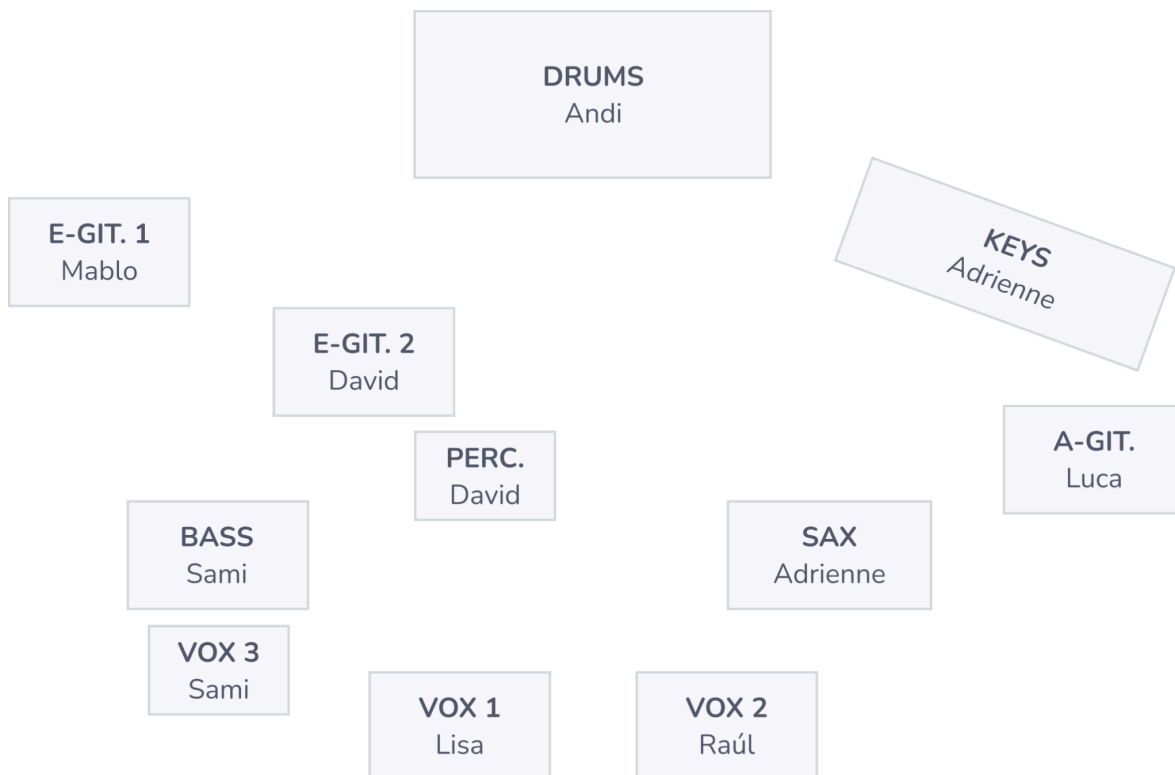 DRUMS
Andi
E-GIT. 1
Mablo
KEYS
Adrienne
E-GIT. 2
David
A-GIT.
Luca
PERC.
David
BASS
Sami
SAX
Adrienne
VOX 3
Sami
VOX 1
Lisa
VOX 2
Raúl